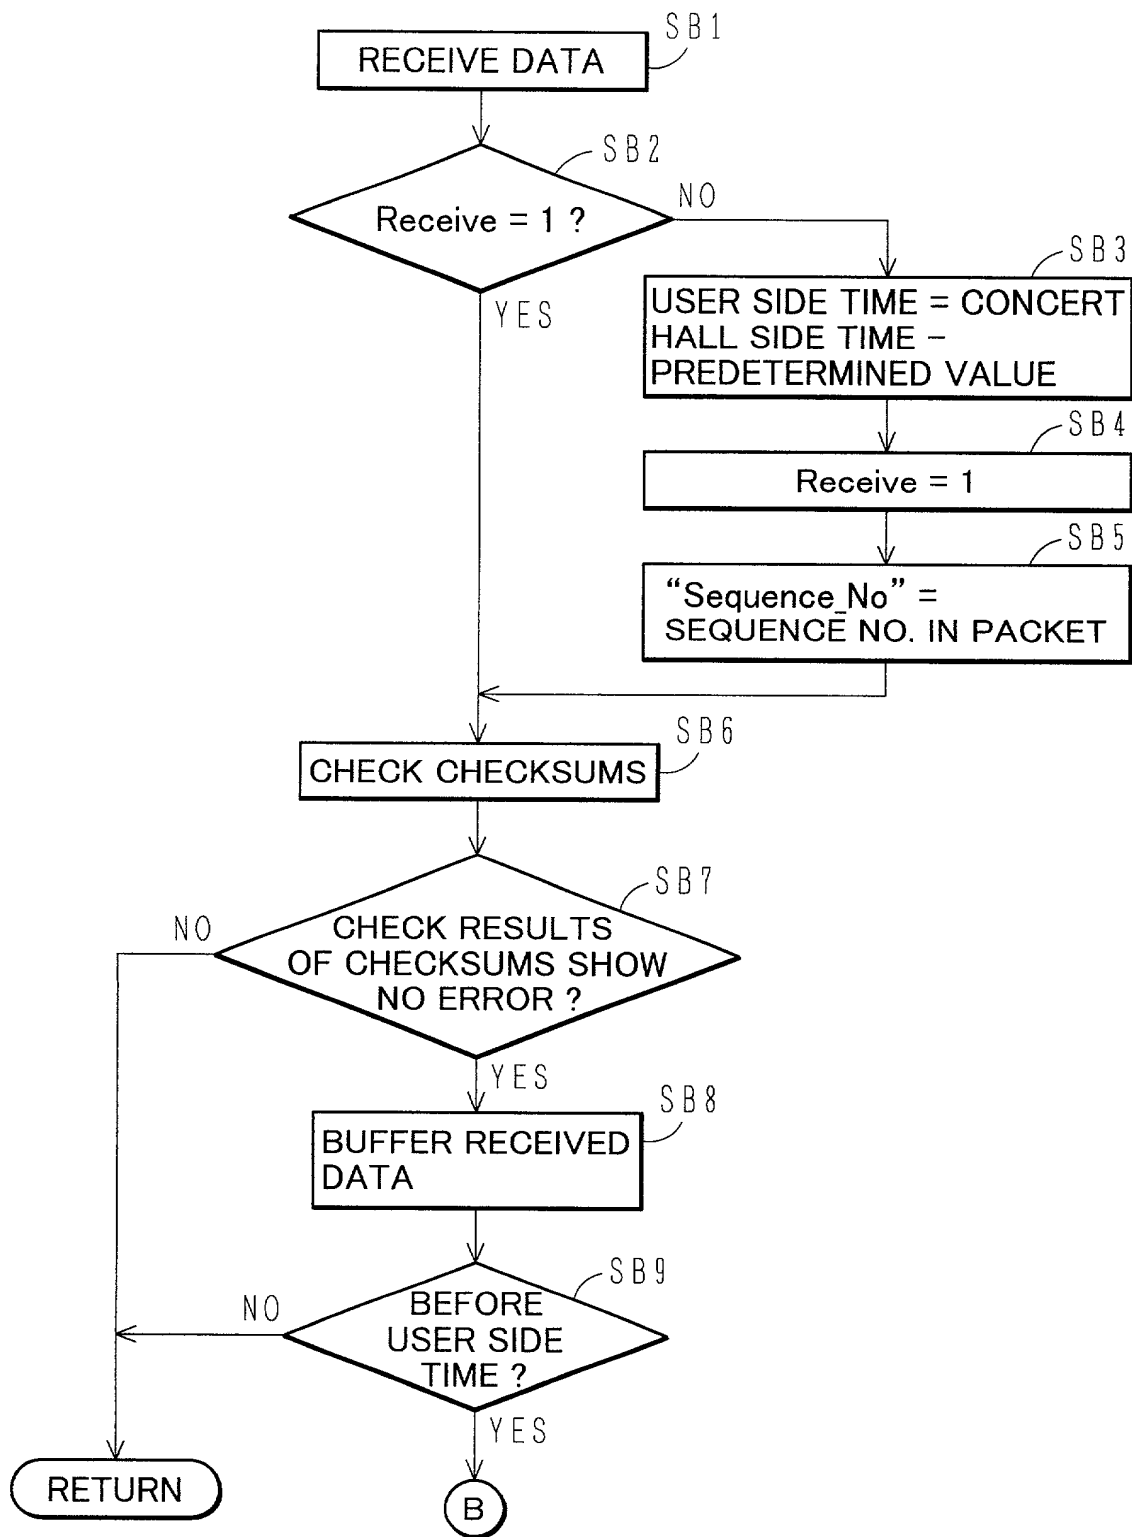 SB1
RECEIVE DATA
SB2
Receive = 1 ?
NO
YES
SB3
USER SIDE TIME = CONCERT
HALL SIDE TIME –
PREDETERMINED VALUE
SB4
Receive = 1
SB5
“Sequence_No” =
SEQUENCE NO. IN PACKET
SB6
CHECK CHECKSUMS
SB7
NO
CHECK RESULTS
OF CHECKSUMS SHOW
NO ERROR ?
YES
SB8
BUFFER RECEIVED
DATA
SB9
NO
BEFORE
USER SIDE
TIME ?
YES
RETURN
B